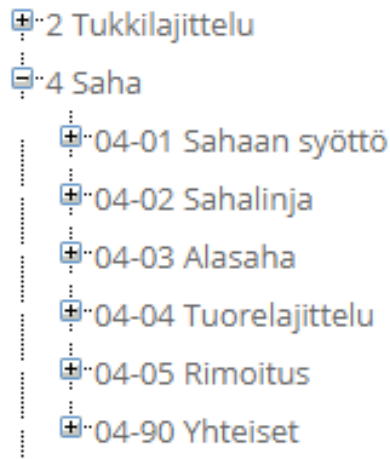 2 Tukkilajittelu
4 Saha
04-01 Sahaan syöttö
04-02 Sahalinja
04-03 Alasaha
04-04 Tuorelajittelu
04-05 Rimoitus
04-90 Yhteiset